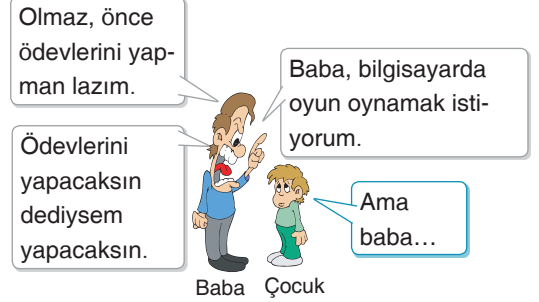 Olmaz, önce
ödevlerini yap-
man lazım.
Baba, bilgisayarda
oyun oynamak isti-
yorum.
Ödevlerini
yapacaksın
dediysem
yapacaksın.
Ama
baba…
Baba
Çocuk